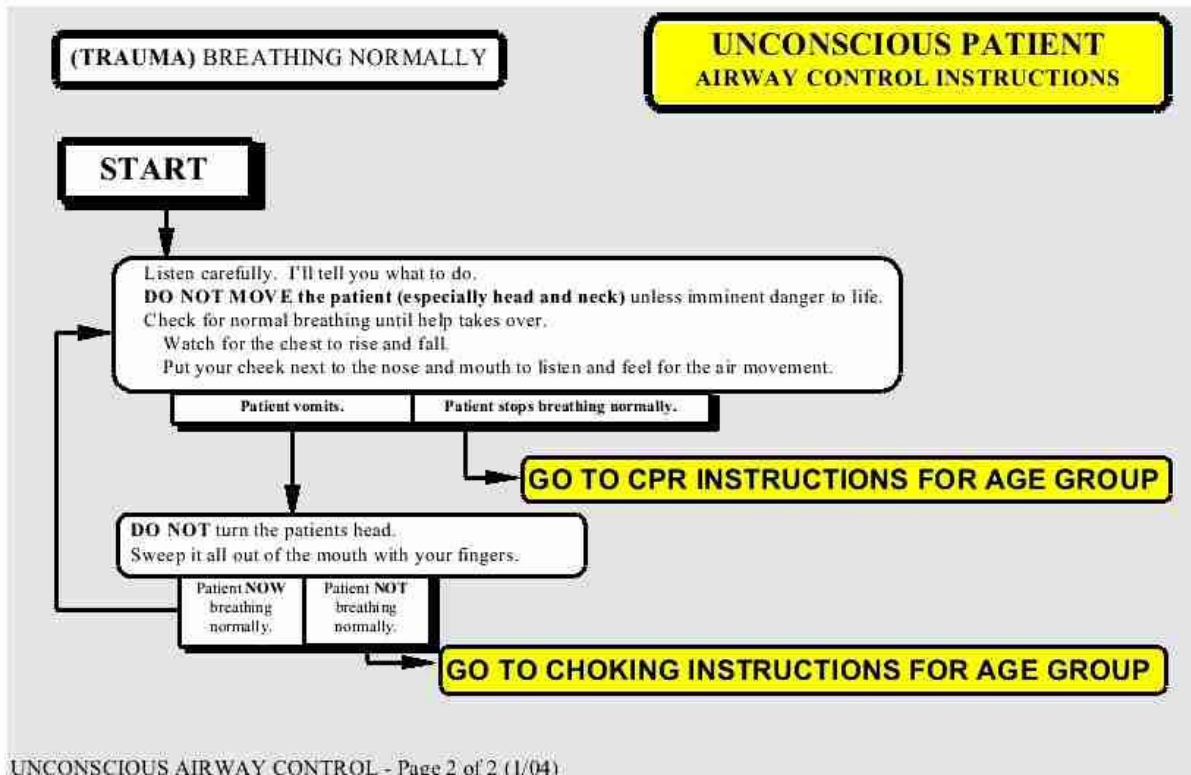 (TRAUMA) BREATHING NORMALLY
UNCONSCIOUS PATIENT
AIRWAY CONTROL INSTRUCTIONS
START
Listen carefully. I'll tell you what to do.
DO NOT MOVE the patient (especially head and neck) unless imminent danger to life.
Check for normal breathing until help takes over.
Watch for the chest to rise and fall.
Put your cheek next to the nose and mouth to listen and feel for the air movement.
Patient vomits.
Patient stops breathing normally.
GO TO CPR INSTRUCTIONS FOR AGE GROUP
DO NOT turn the patients head.
Sweep it all out of the mouth with your fingers.
Patient NOW
breathing
normally.
Patient NOT
breathing
normally.
GO TO CHOKING INSTRUCTIONS FOR AGE GROUP
UNCONSCIOUS AIRWAY CONTROL - Page 2 of 2 (1/04)